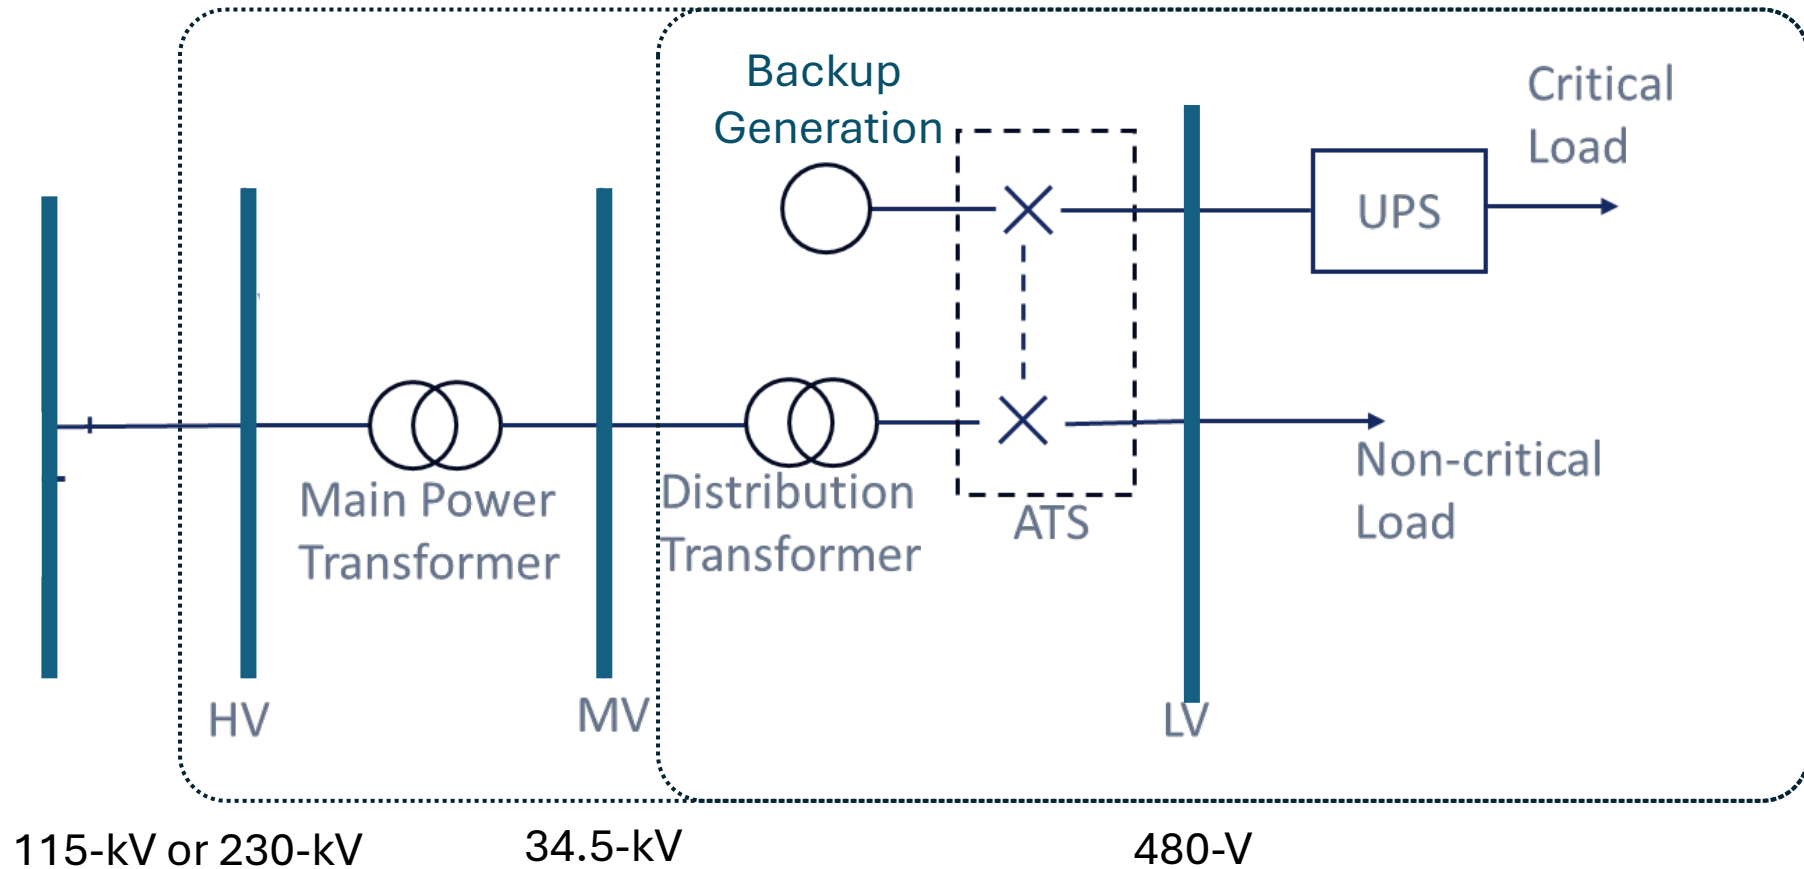 Backup
Generation
Critical
Load
UPS
Main Power
Transformer
Distribution
Transformer
ATS
Non-critical
Load
HV
MV
LV
115-kV or 230-kV
34.5-kV
480-V